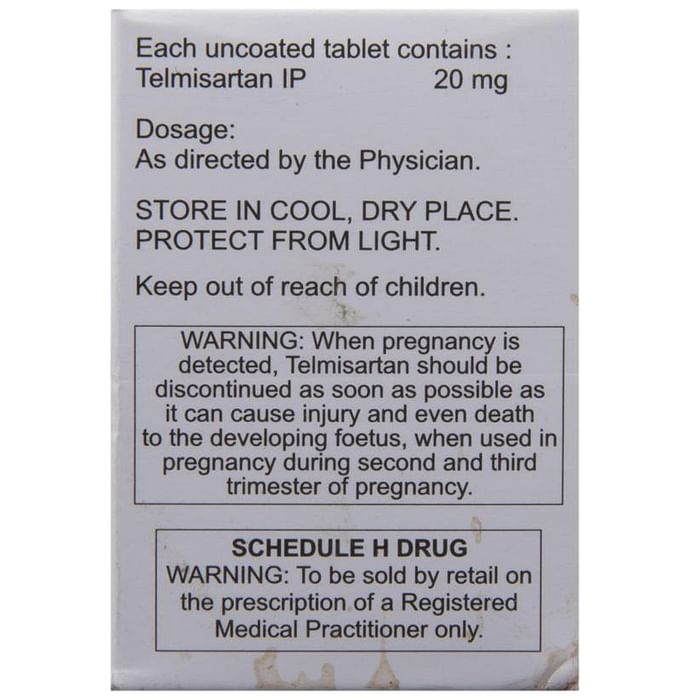 Each uncoated tablet contains :
Telmisartan IP 20 mg
Dosage:
As directed by the Physician.
STORE IN COOL, DRY PLACE.
PROTECT FROM LIGHT.
Keep out of reach of children.
WARNING: When pregnancy is
detected, Telmisartan should be
discontinued as soon as possible as
it can cause injury and even death
to the developing foetus, when used in
pregnancy during second and third
trimester of pregnancy.
SCHEDULE H DRUG
WARNING: To be sold by retail on
the prescription of a Registered
Medical Practitioner only.